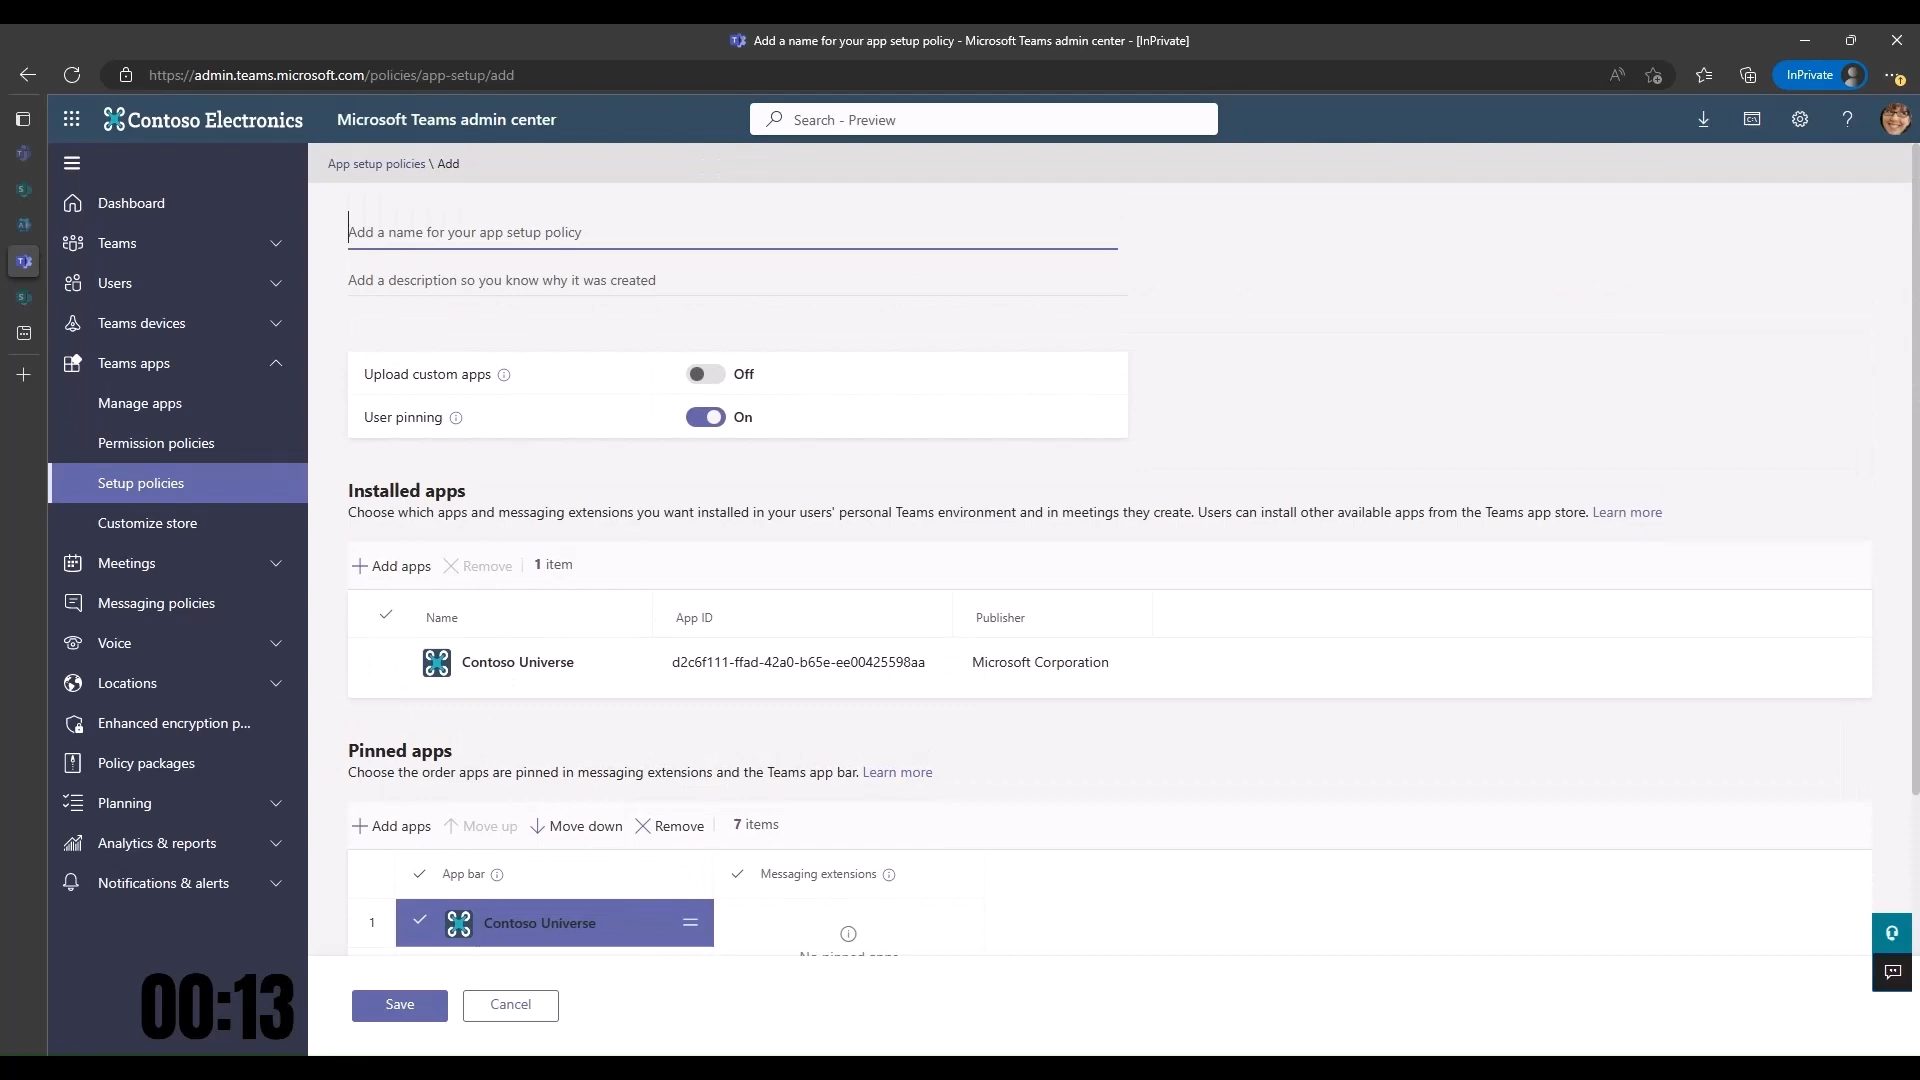 Add a name for your app setup policy - Microsoft Teams admin center - [InPrivate]
https://admin.teams.microsoft.com/policies/app-setup/add
InPrivate
Contoso Electronics
Microsoft Teams admin center
Search - Preview
App setup policies \ Add
Dashboard
Teams
Users
Teams devices
Teams apps
Manage apps
Permission policies
Setup policies
Customize store
Meetings
Messaging policies
Voice
Locations
Enhanced encryption p...
Policy packages
Planning
Analytics & reports
Notifications & alerts
Add a name for your app setup policy
Add a description so you know why it was created
Upload custom apps
Off
User pinning
On
Installed apps
Choose which apps and messaging extensions you want installed in your users' personal Teams environment and in meetings they create. Users can install other available apps from the Teams app store. Learn more
Add apps
Remove
1 item
Name
App ID
Publisher
Contoso Universe
d2c6f111-ffad-42a0-b65e-ee00425598aa
Microsoft Corporation
Pinned apps
Choose the order apps are pinned in messaging extensions and the Teams app bar. Learn more
Add apps
Move up
Move down
Remove
7 items
App bar
Messaging extensions
1
Contoso Universe
No pinned apps
Save
Cancel
00:13